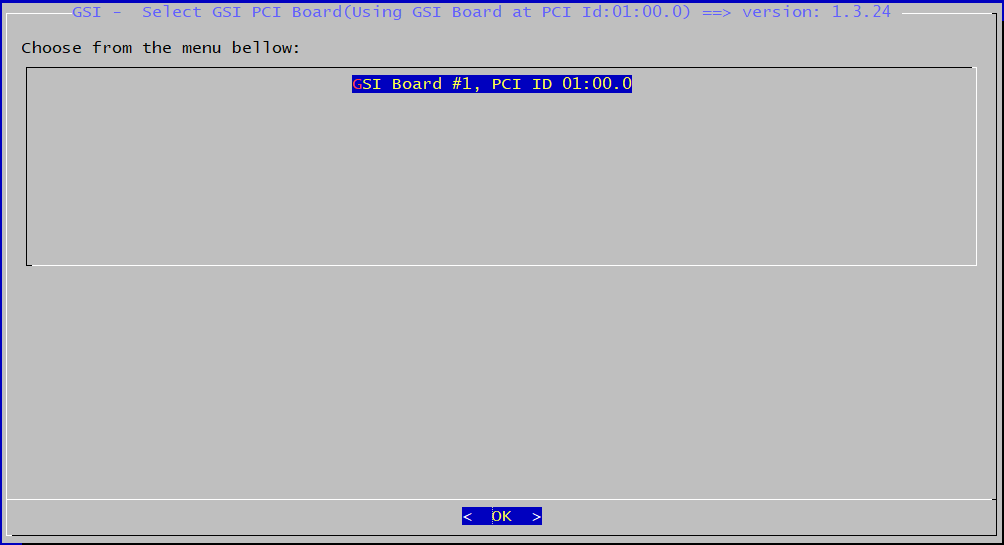 GSI - Select GSI PCI Board(Using GSI Board at PCI Id:01:00.0) ==> version: 1.3.24
Choose from the menu bellow:
GSI Board #1, PCI ID 01:00.0
< OK >